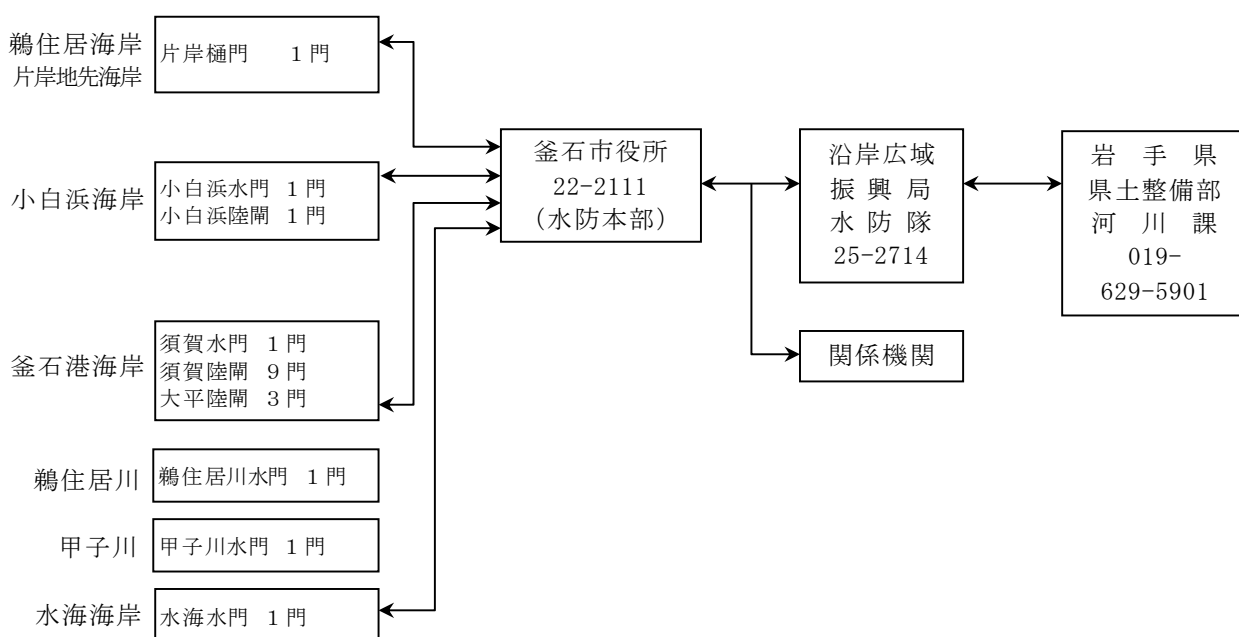 鵜住居海岸
片岸地先海岸
片岸樋門 1門
小白浜海岸
小白浜水門 1門
小白浜陸閘 1門
釜石港海岸
須賀水門 1門
須賀陸閘 9門
大平陸閘 3門
鵜住居川
鵜住居川水門 1門
甲子川
甲子川水門 1門
水海海岸
水海水門 1門
釜石市役所
22-2111
(水防本部)
沿岸広域
振興局
水防隊
25-2714
関係機関
岩手県
県土整備部
河川課
019-
629-5901